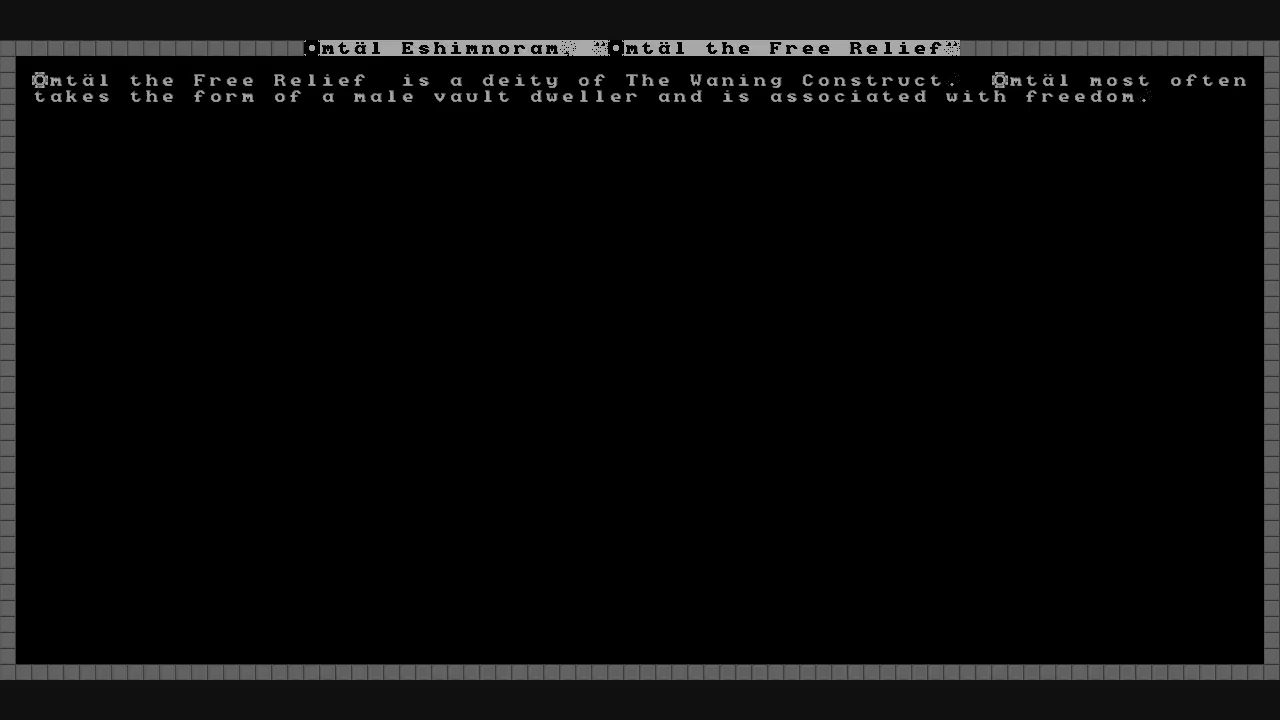 Omtäl Eshimnoram, "Omtäl the Free Relief"
Omtäl the Free Relief is a deity of The Waning Construct. Omtäl most often
takes the form of a male vault dweller and is associated with freedom.